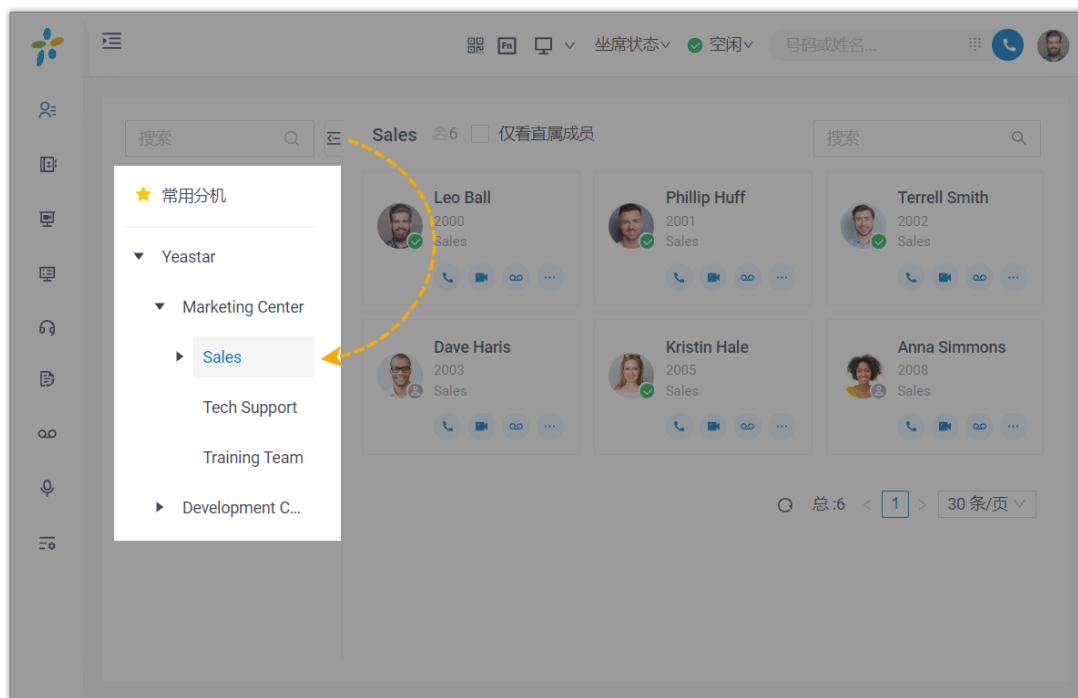 Fn 坐席状态 空闲 号码或姓名...
搜索 Sales 6 仅看直属成员 搜索
常用分机
Yeastar
Marketing Center
Sales
Tech Support
Training Team
Development C...
Leo Ball
2000
Sales
Phillip Huff
2001
Sales
Terrell Smith
2002
Sales
Dave Haris
2003
Sales
Kristin Hale
2005
Sales
Anna Simmons
2008
Sales
总:6 < 1 > 30 条/页